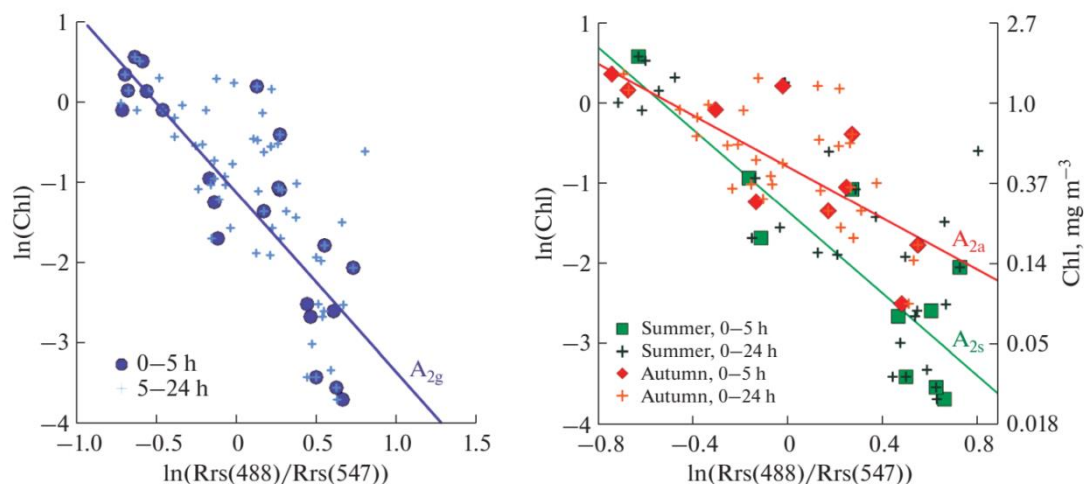 1
0
−1
−2
−3
−4
ln(Chl)
0−5 h
5−24 h
A2g
−1.0
−0.5
0
0.5
1.0
1.5
ln(Rrs(488)/Rrs(547))
1
0
−1
−2
−3
−4
ln(Chl)
Summer, 0−5 h
Summer, 0−24 h
Autumn, 0−5 h
Autumn, 0−24 h
A2a
A2s
−0.8
−0.4
0
0.4
0.8
ln(Rrs(488)/Rrs(547))
2.7
1.0
0.37
0.14
0.05
0.018
Chl, mg m−3